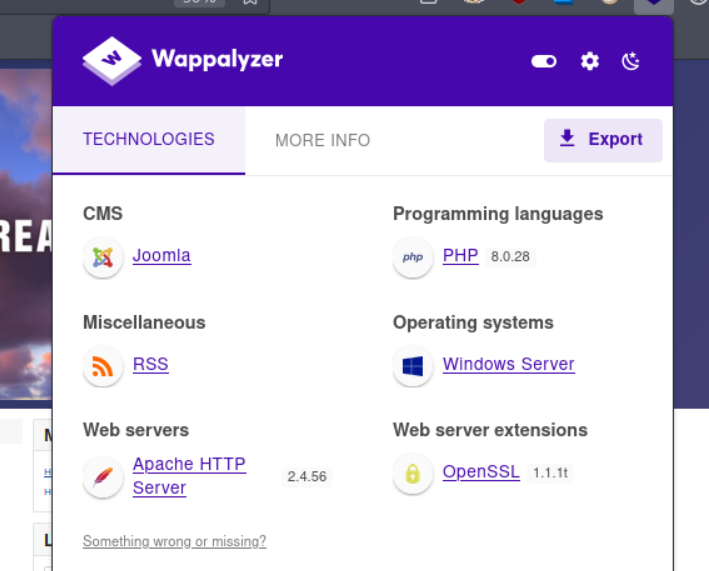 Wappalyzer
TECHNOLOGIES
MORE INFO
Export
CMS
Joomla
Programming languages
php
PHP 8.0.28
Miscellaneous
RSS
Operating systems
Windows Server
Web servers
Apache HTTP
Server
2.4.56
Web server extensions
OpenSSL 1.1.1t
Something wrong or missing?
REA